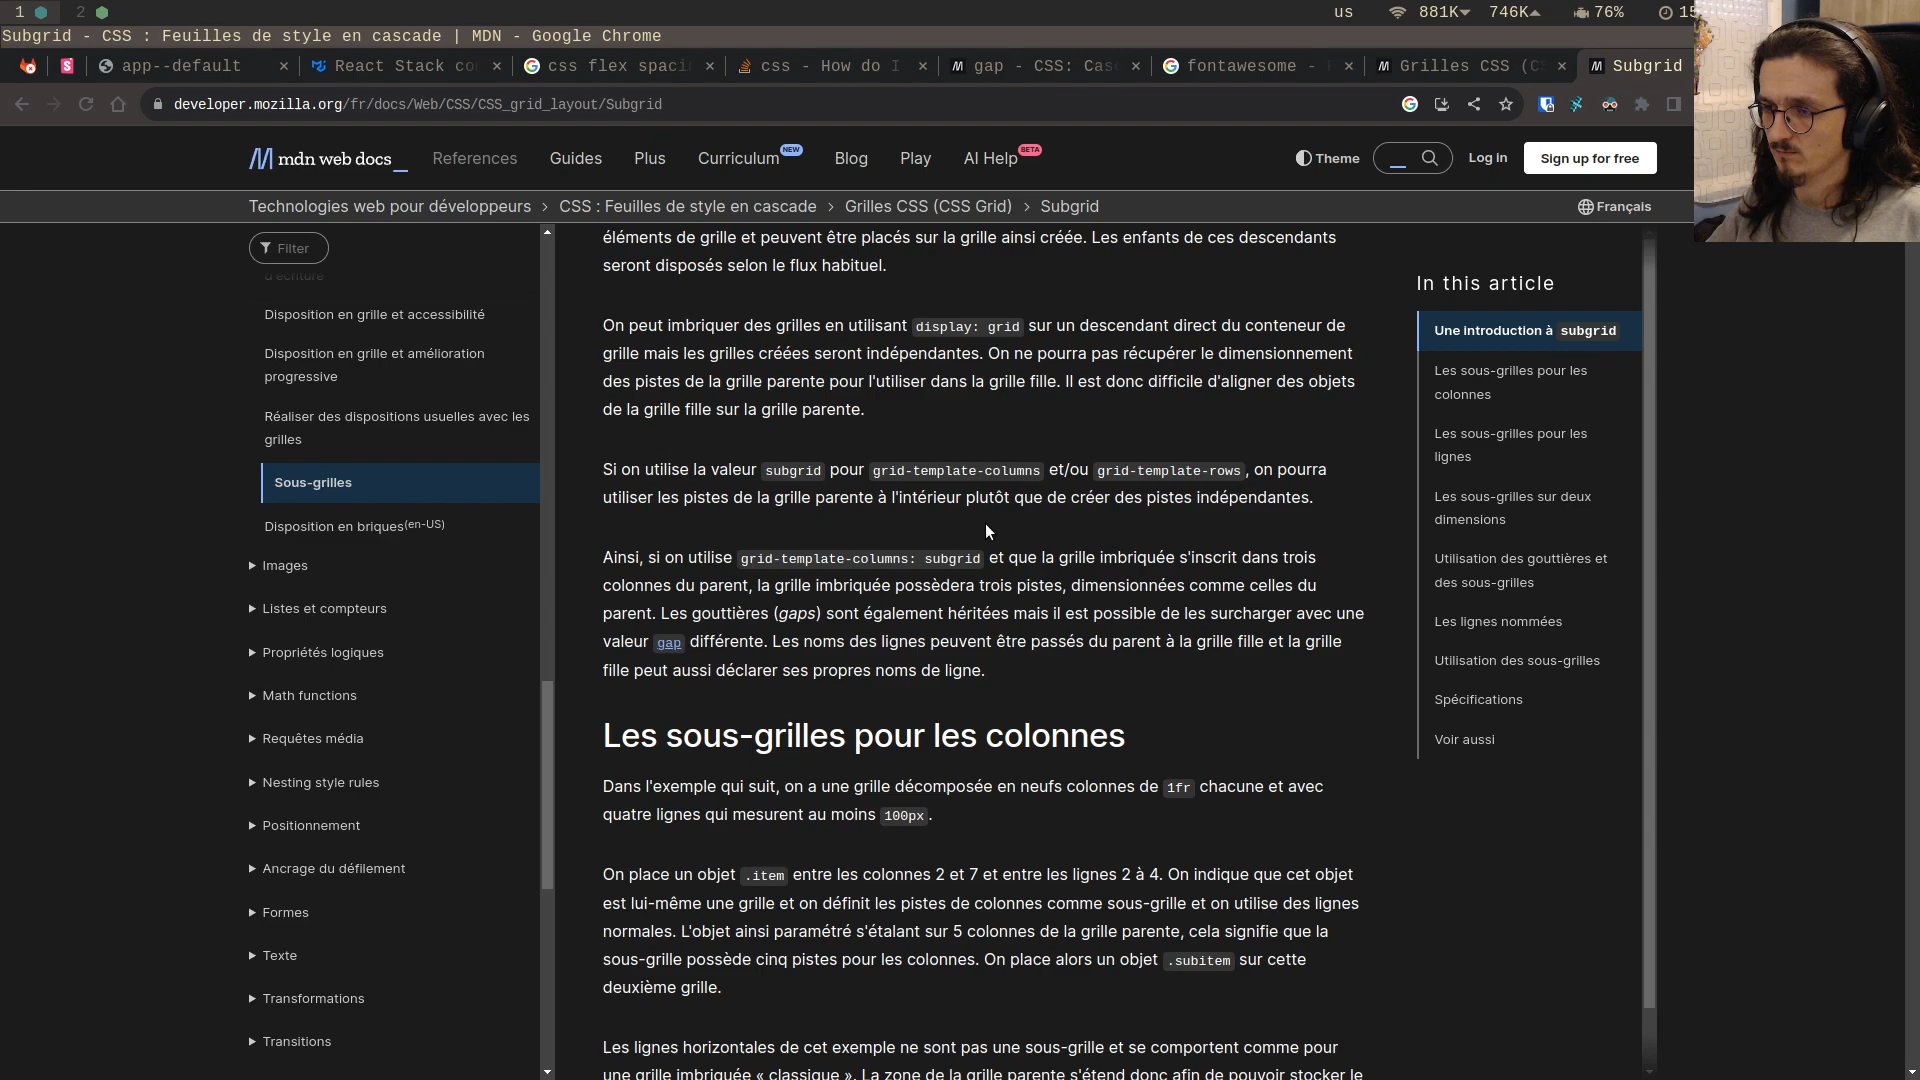 1 2 us 881K 746K 76% 15
Subgrid - CSS : Feuilles de style en cascade | MDN - Google Chrome
app--default × React Stack co × css flex spaci × css - How do I × gap - CSS: Cas × fontawesome - × Grilles CSS (C × Subgrid
developer.mozilla.org/fr/docs/Web/CSS/CSS_grid_layout/Subgrid
mdn web docs_ References Guides Plus Curriculum NEW Blog Play AI Help BETA Theme Log in Sign up for free
Technologies web pour développeurs > CSS : Feuilles de style en cascade > Grilles CSS (CSS Grid) > Subgrid Français
Filter
d'écriture
Disposition en grille et accessibilité
Disposition en grille et amélioration
progressive
Réaliser des dispositions usuelles avec les
grilles
Sous-grilles
Disposition en briques(en-US)
Images
Listes et compteurs
Propriétés logiques
Math functions
Requêtes média
Nesting style rules
Positionnement
Ancrage du défilement
Formes
Texte
Transformations
Transitions
éléments de grille et peuvent être placés sur la grille ainsi créée. Les enfants de ces descendants
seront disposés selon le flux habituel.
On peut imbriquer des grilles en utilisant display: grid sur un descendant direct du conteneur de
grille mais les grilles créées seront indépendantes. On ne pourra pas récupérer le dimensionnement
des pistes de la grille parente pour l'utiliser dans la grille fille. Il est donc difficile d'aligner des objets
de la grille fille sur la grille parente.
Si on utilise la valeur subgrid pour grid-template-columns et/ou grid-template-rows, on pourra
utiliser les pistes de la grille parente à l'intérieur plutôt que de créer des pistes indépendantes.
Ainsi, si on utilise grid-template-columns: subgrid et que la grille imbriquée s'inscrit dans trois
colonnes du parent, la grille imbriquée possèdera trois pistes, dimensionnées comme celles du
parent. Les gouttières (gaps) sont également héritées mais il est possible de les surcharger avec une
valeur gap différente. Les noms des lignes peuvent être passés du parent à la grille fille et la grille
fille peut aussi déclarer ses propres noms de ligne.
Les sous-grilles pour les colonnes
Dans l'exemple qui suit, on a une grille décomposée en neufs colonnes de 1fr chacune et avec
quatre lignes qui mesurent au moins 100px.
On place un objet .item entre les colonnes 2 et 7 et entre les lignes 2 à 4. On indique que cet objet
est lui-même une grille et on définit les pistes de colonnes comme sous-grille et on utilise des lignes
normales. L'objet ainsi paramétré s'étalant sur 5 colonnes de la grille parente, cela signifie que la
sous-grille possède cinq pistes pour les colonnes. On place alors un objet .subitem sur cette
deuxième grille.
Les lignes horizontales de cet exemple ne sont pas une sous-grille et se comportent comme pour
une grille imbriquée « classique ». La zone de la grille parente s'étend donc afin de pouvoir stocker le
In this article
Une introduction à subgrid
Les sous-grilles pour les
colonnes
Les sous-grilles pour les
lignes
Les sous-grilles sur deux
dimensions
Utilisation des gouttières et
des sous-grilles
Les lignes nommées
Utilisation des sous-grilles
Spécifications
Voir aussi